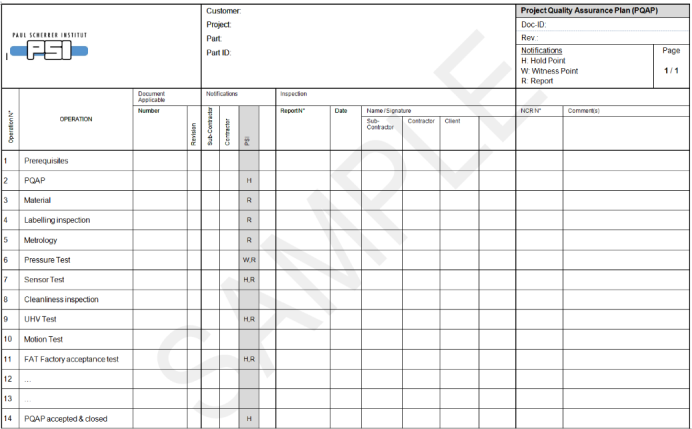 PAUL SCHERRER INSTITUT
PSI
Customer:
Project:
Part:
Part ID:
Project Quality Assurance Plan (PQAP)
Doc-ID:
Rev.:
Notifications
H: Hold Point
W: Witness Point
R: Report
Page
1 / 1
Document
Applicable
Notifications
Inspection
Operation N°
OPERATION
Number
Revision
Sub-Contractor
Contractor
PSI
Report N°
Date
Name / Signature
Sub-
Contractor
Contractor
Client
NCR N°
Comment(s)
1 Prerequisites
2 PQAP H
3 Material R
4 Labelling inspection R
5 Metrology R
6 Pressure Test W,R
7 Sensor Test H,R
8 Cleanliness inspection
9 UHV Test H,R
10 Motion Test
11 FAT Factory acceptance test H,R
12 ...
13 ...
14 PQAP accepted & closed H
SAMPLE